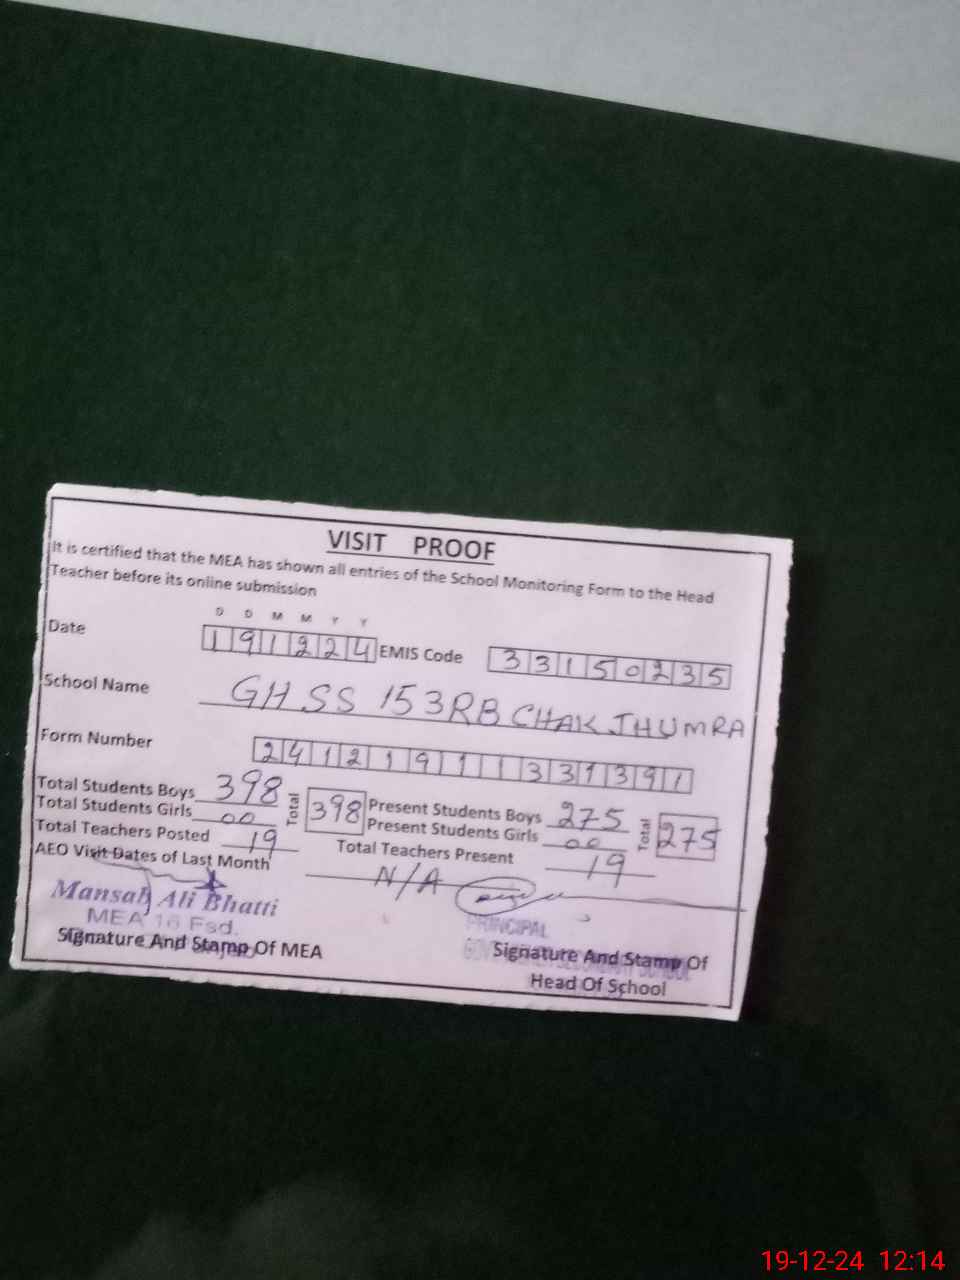 VISIT PROOF
It is certified that the MEA has shown all entries of the School Monitoring Form to the Head
Teacher before its online submission
D D M M Y Y
Date 191224 EMIS Code 33150235
School Name GHSS 153RB CHAK JHUMRA
Form Number 24121911331391
Total Students Boys 398 Total 398 Present Students Boys 275 Total 275
Total Students Girls 00 Present Students Girls 00
Total Teachers Posted 19 Total Teachers Present 19
AEO Visit Dates of Last Month N/A
Mansab Ali Bhatti
MEA 16 Fsd.
PRINCIPAL
Signature And Stamp Of MEA
Signature And Stamp Of
Head Of School
19-12-24 12:14